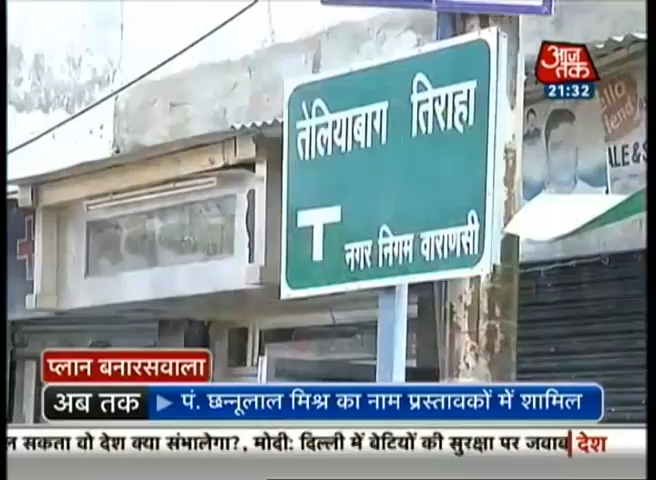 आज तक
21:32
तेलियाबाग तिराहा
नगर निगम वाराणसी
प्लान बनारसवाला
अब तक
पं. छन्नूलाल मिश्र का नाम प्रस्तावकों में शामिल
सकता वो देश क्या संभालेगा?, मोदी: दिल्ली में बेटियों की सुरक्षा पर जवाब
देश